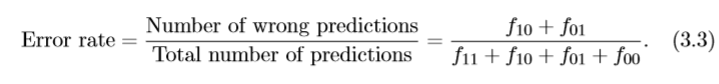 Error rate = Number of wrong predictions / Total number of predictions = f10 + f01 / f11 + f10 + f01 + f00. (3.3)